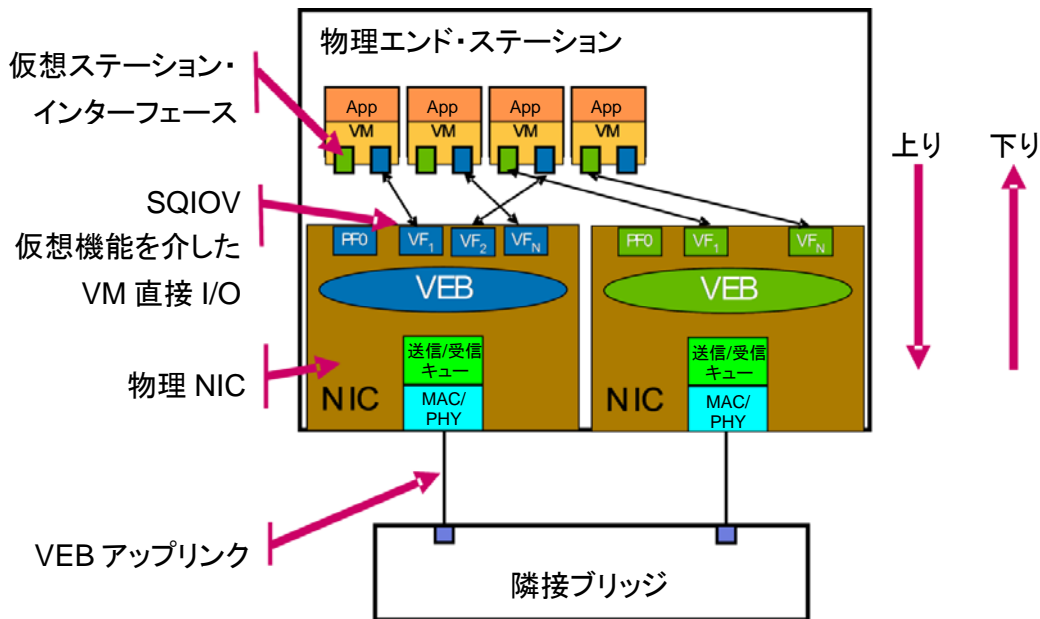 物理エンド・ステーション
仮想ステーション・
インターフェース
App
App
App
App
VM
VM
VM
VM
上り
下り
SQIOV
仮想機能を介した
VM 直接 I/O
PF0
VF1
VF2
VFN
PF0
VF1
VFN
VEB
VEB
送信/受信
キュー
送信/受信
キュー
物理 NIC
NIC
MAC/
PHY
NIC
MAC/
PHY
VEB アップリンク
隣接ブリッジ